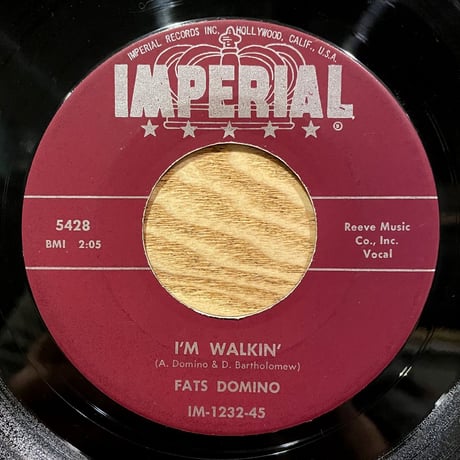 IMPERIAL RECORDS INC., HOLLYWOOD, CALIF., U.S.A.
IMPERIAL
®
5428
BMI 2:05
Reeve Music
Co., Inc.
Vocal
I'M WALKIN'
(A. Domino & D. Bartholomew)
FATS DOMINO
IM-1232-45